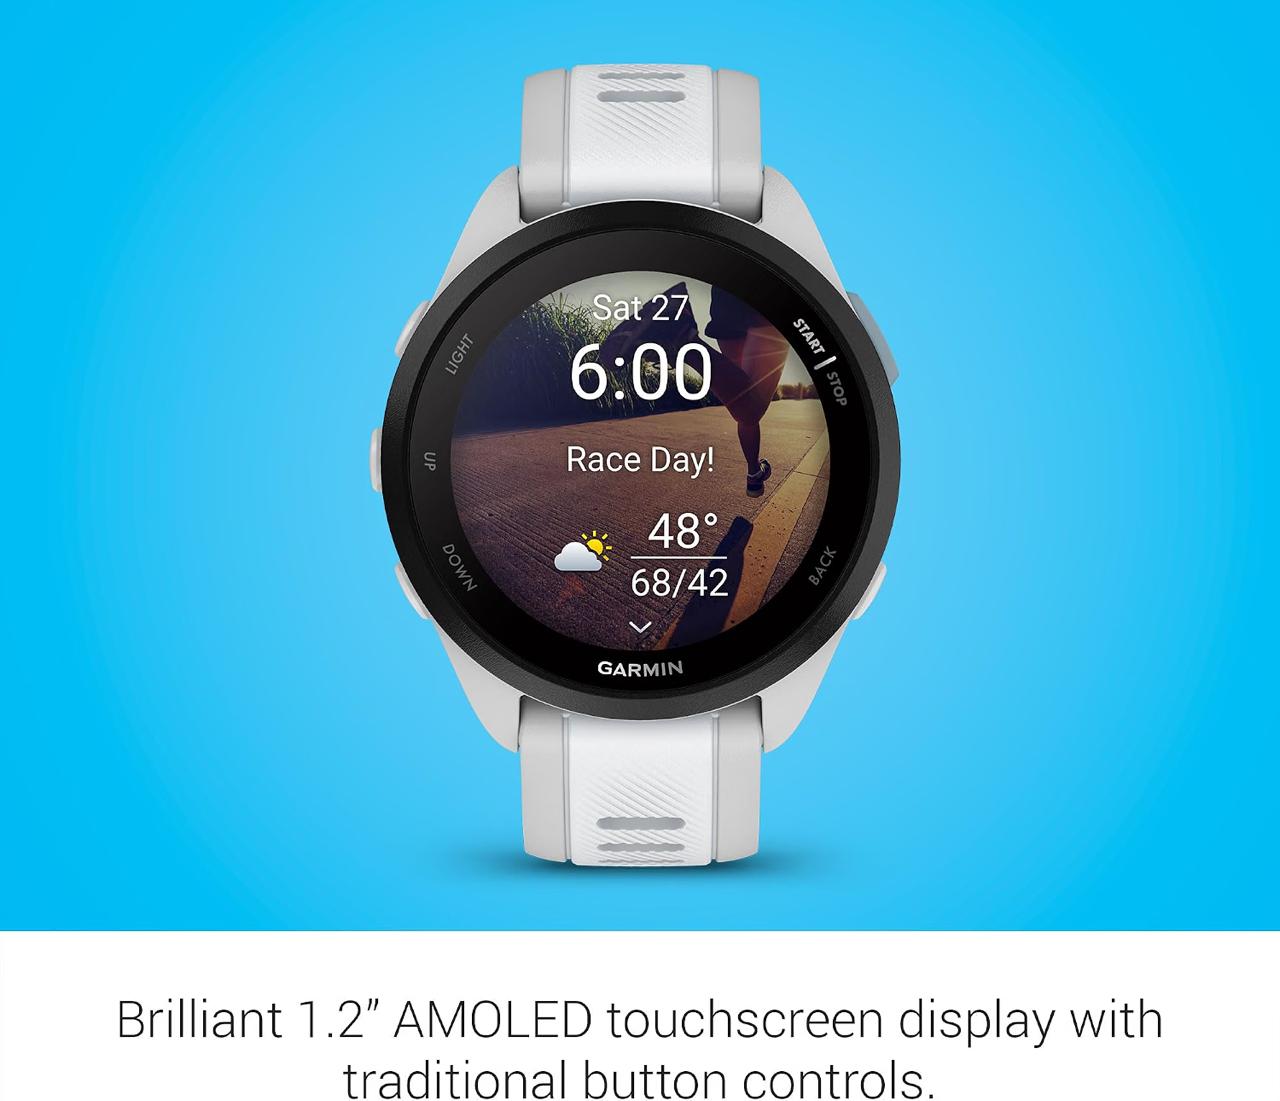 Sat 27
6:00
Race Day!
48°
68/42
LIGHT
UP
DOWN
START
STOP
BACK
GARMIN
Brilliant 1.2” AMOLED touchscreen display with
traditional button controls.